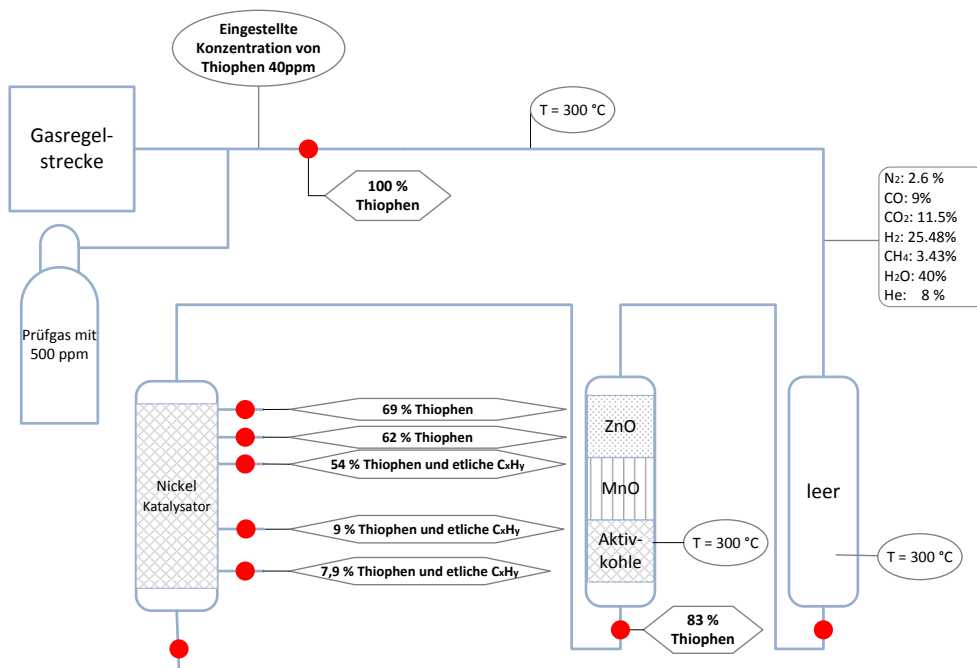 Eingestellte
Konzentration von
Thiophen 40ppm
T = 300 °C
Gasregel-
strecke
100 %
Thiophen
N₂: 2.6 %
CO: 9%
CO₂: 11.5%
H₂: 25.48%
CH₄: 3.43%
H₂O: 40%
He: 8 %
Prüfgas mit
500 ppm
69 % Thiophen
62 % Thiophen
54 % Thiophen und etliche CₓHᵧ
9 % Thiophen und etliche CₓHᵧ
7,9 % Thiophen und etliche CₓHᵧ
Nickel
Katalysator
ZnO
MnO
Aktiv-
kohle
T = 300 °C
leer
T = 300 °C
83 %
Thiophen